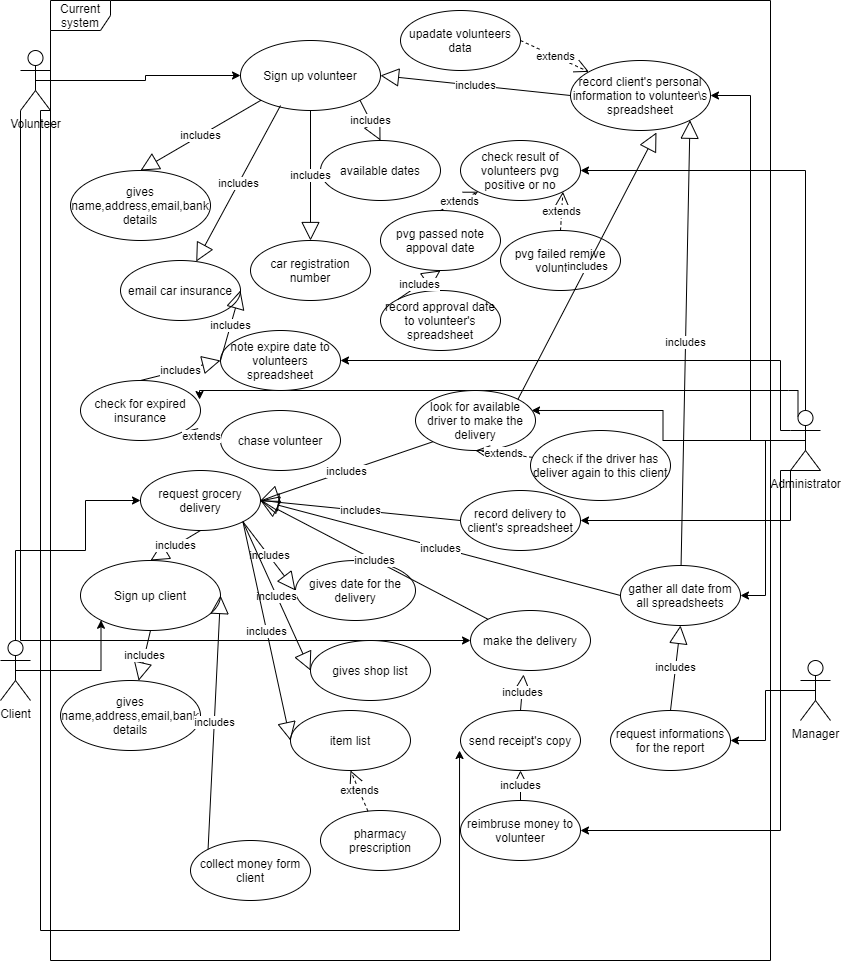 Current
system
upadate volunteers
data
extends
Sign up volunteer
includes
record client's personal
information to volunteer\s
spreadsheet
Volunteer
includes
includes
available dates
check result of
volunteers pvg
positive or no
includes
includes
gives
name,address,email,bank
details
extends
extends
pvg passed note
appoval date
pvg failed remive
includes
car registration
number
email car insurance
includes
record approval date
to volunteer's
spreadsheet
includes
note expire date to
volunteers
spreadsheet
includes
includes
check for expired
insurance
look for available
driver to make the
delivery
extends
chase volunteer
extends
check if the driver has
deliver again to this client
includes
Administrator
request grocery
delivery
includes
record delivery to
client's spreadsheet
includes
includes
includes
includes
Sign up client
includes
gives date for the
delivery
gather all date from
all spreadsheets
includes
make the delivery
includes
includes
gives shop list
includes
Client
gives
name,address,email,bank
details
includes
item list
send receipt's copy
request informations
for the report
Manager
extends
includes
pharmacy
prescription
reimbruse money to
volunteer
collect money form
client